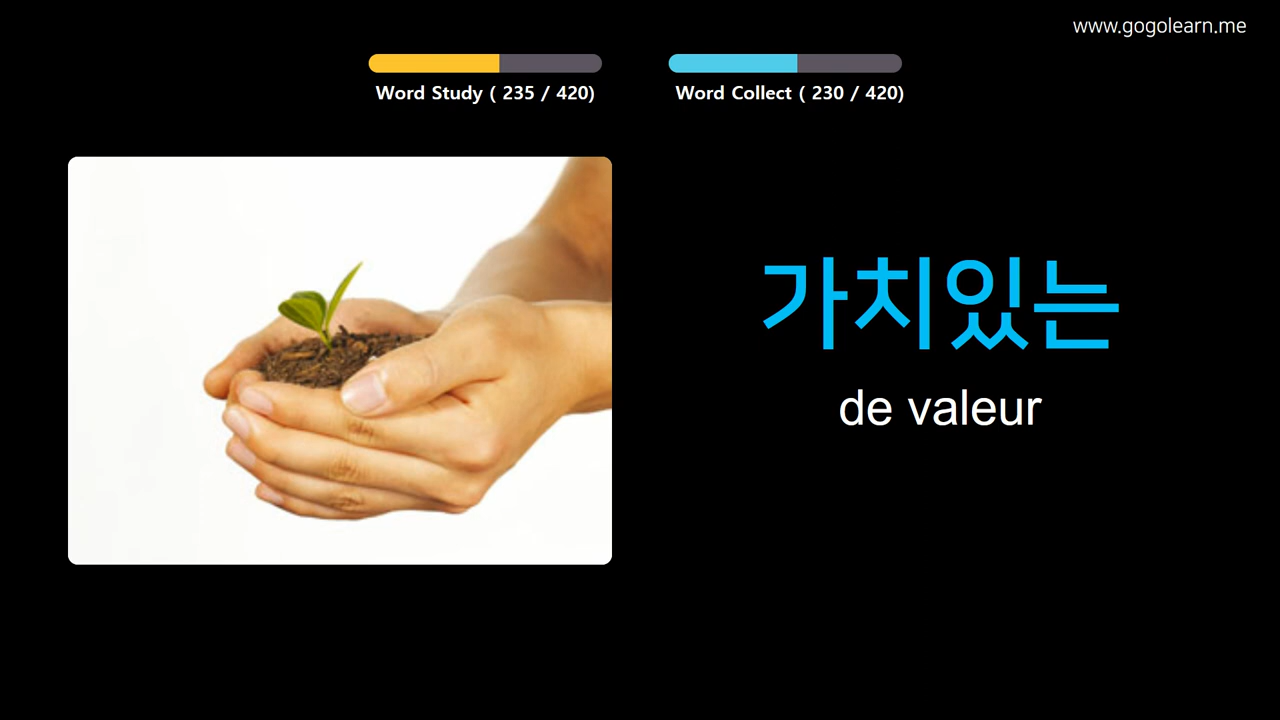 www.gogolearn.me
Word Study ( 235 / 420)
Word Collect ( 230 / 420)
가치있는
de valeur